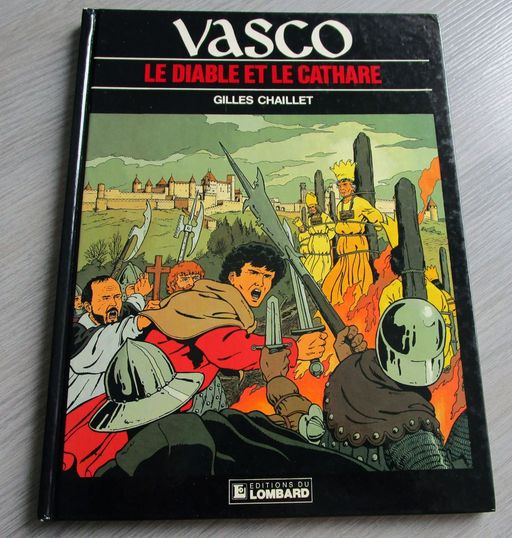 VASCO
LE DIABLE ET LE CATHARE
GILLES CHAILLET
EDITIONS DU
LOMBARD